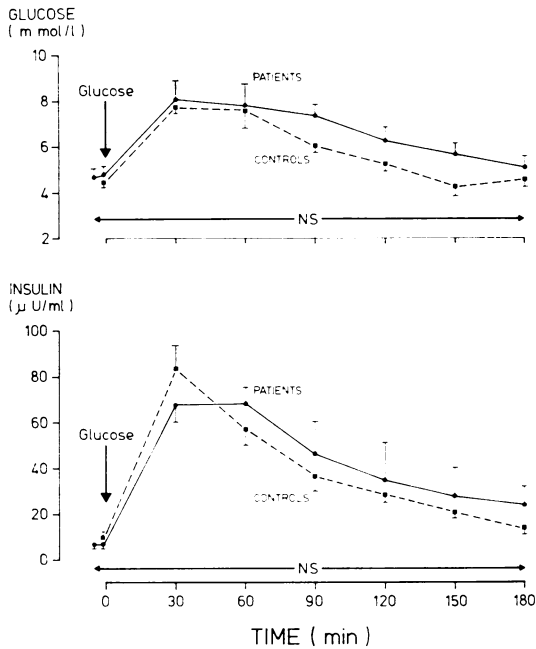 GLUCOSE
( m mol/l )
10
8
6
4
2
Glucose
PATIENTS
CONTROLS
NS
INSULIN
( μ U/ml )
100
80
60
40
20
0
Glucose
PATIENTS
CONTROLS
NS
0 30 60 90 120 150 180
TIME ( min )